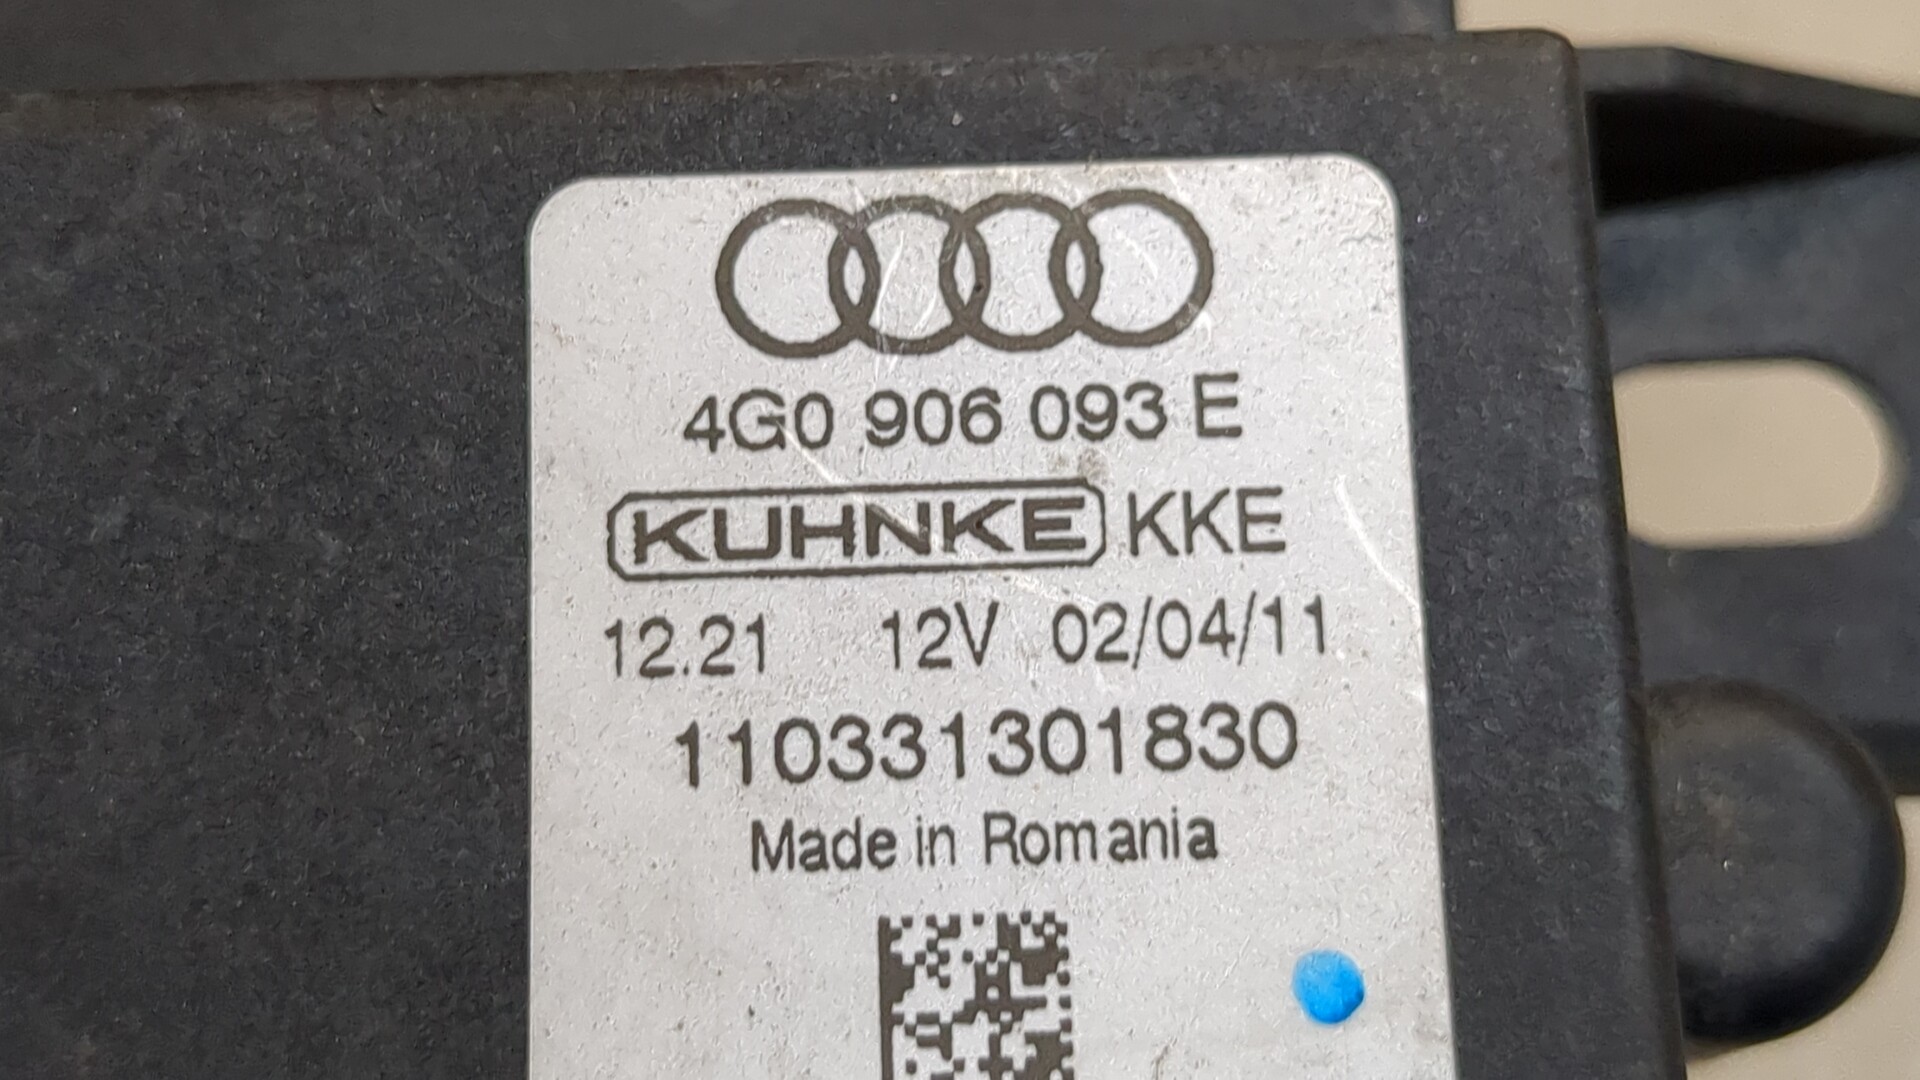 4G0 906 093 E
KUHNKE KKE
12.21 12V 02/04/11
110331301830
Made in Romania